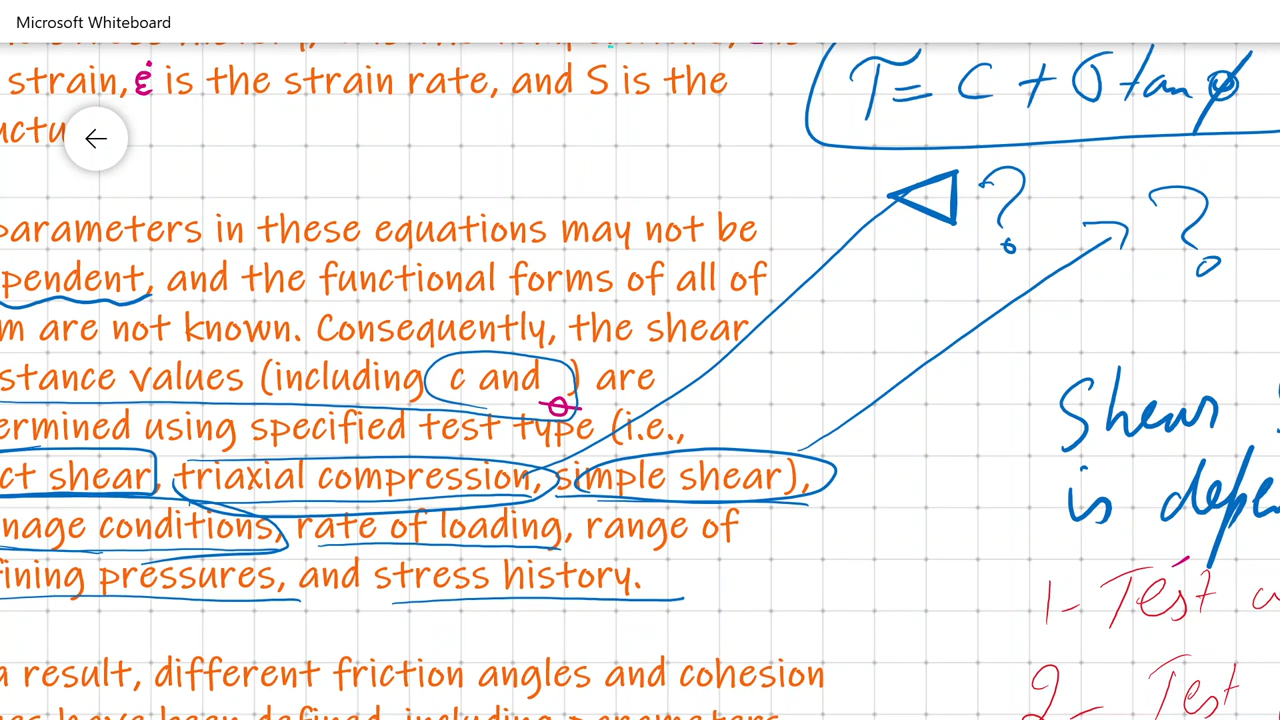 Microsoft Whiteboard
strain, ε̇ is the strain rate, and S is the
τ = c + σ tan ϕ
? ?
parameters in these equations may not be
pendent, and the functional forms of all of
m are not known. Consequently, the shear
stance values (including c and ϕ) are
ermined using specified test type (i.e.,
ct shear, triaxial compression, simple shear),
nage conditions, rate of loading, range of
fining pressures, and stress history.
a result, different friction angles and cohesion
Shear
is depe
1- Test
2- Test